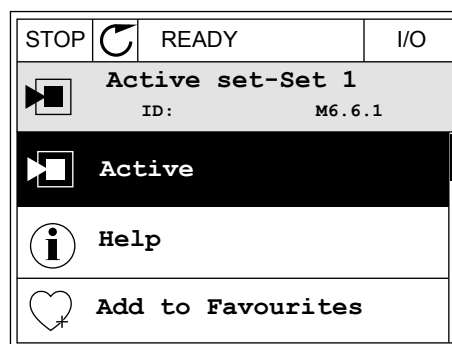 STOP READY I/O
Active set-Set 1
ID: M6.6.1
Active
Help
Add to Favourites